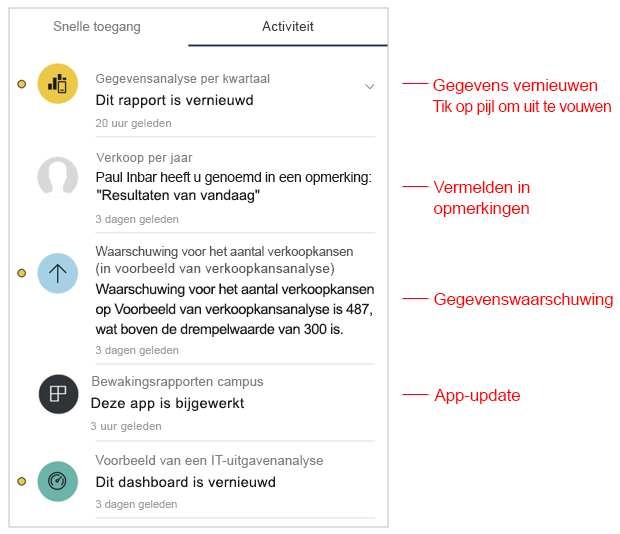 Snelle toegang
Activiteit
Gegevensanalyse per kwartaal
Dit rapport is vernieuwd
20 uur geleden
Gegevens vernieuwen
Tik op pijl om uit te vouwen
Verkoop per jaar
Paul Inbar heeft u genoemd in een opmerking:
"Resultaten van vandaag"
3 dagen geleden
Vermelden in
opmerkingen
Waarschuwing voor het aantal verkoopkansen
(in voorbeeld van verkoopkansanalyse)
Waarschuwing voor het aantal verkoopkansen
op Voorbeeld van verkoopkansanalyse is 487,
wat boven de drempelwaarde van 300 is.
3 dagen geleden
Gegevenswaarschuwing
Bewakingsrapporten campus
Deze app is bijgewerkt
3 uur geleden
App-update
Voorbeeld van een IT-uitgavenanalyse
Dit dashboard is vernieuwd
3 dagen geleden